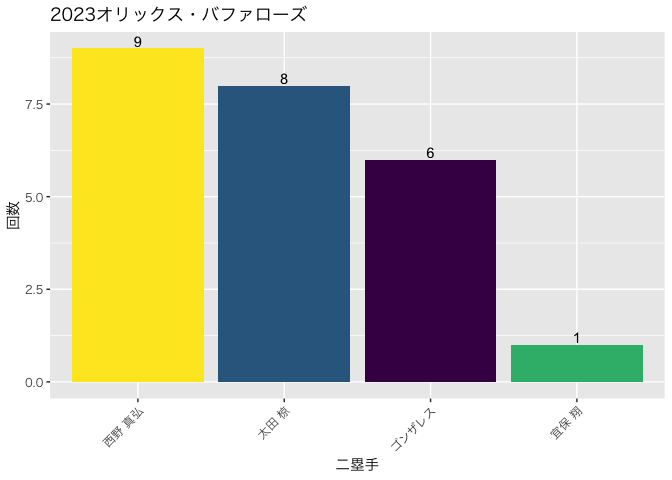 2023オリックス・バファローズ
回数
7.5
5.0
2.5
0.0
9
8
6
1
西野 真弘
太田 椋
ゴンザレス
宜保 翔
二塁手